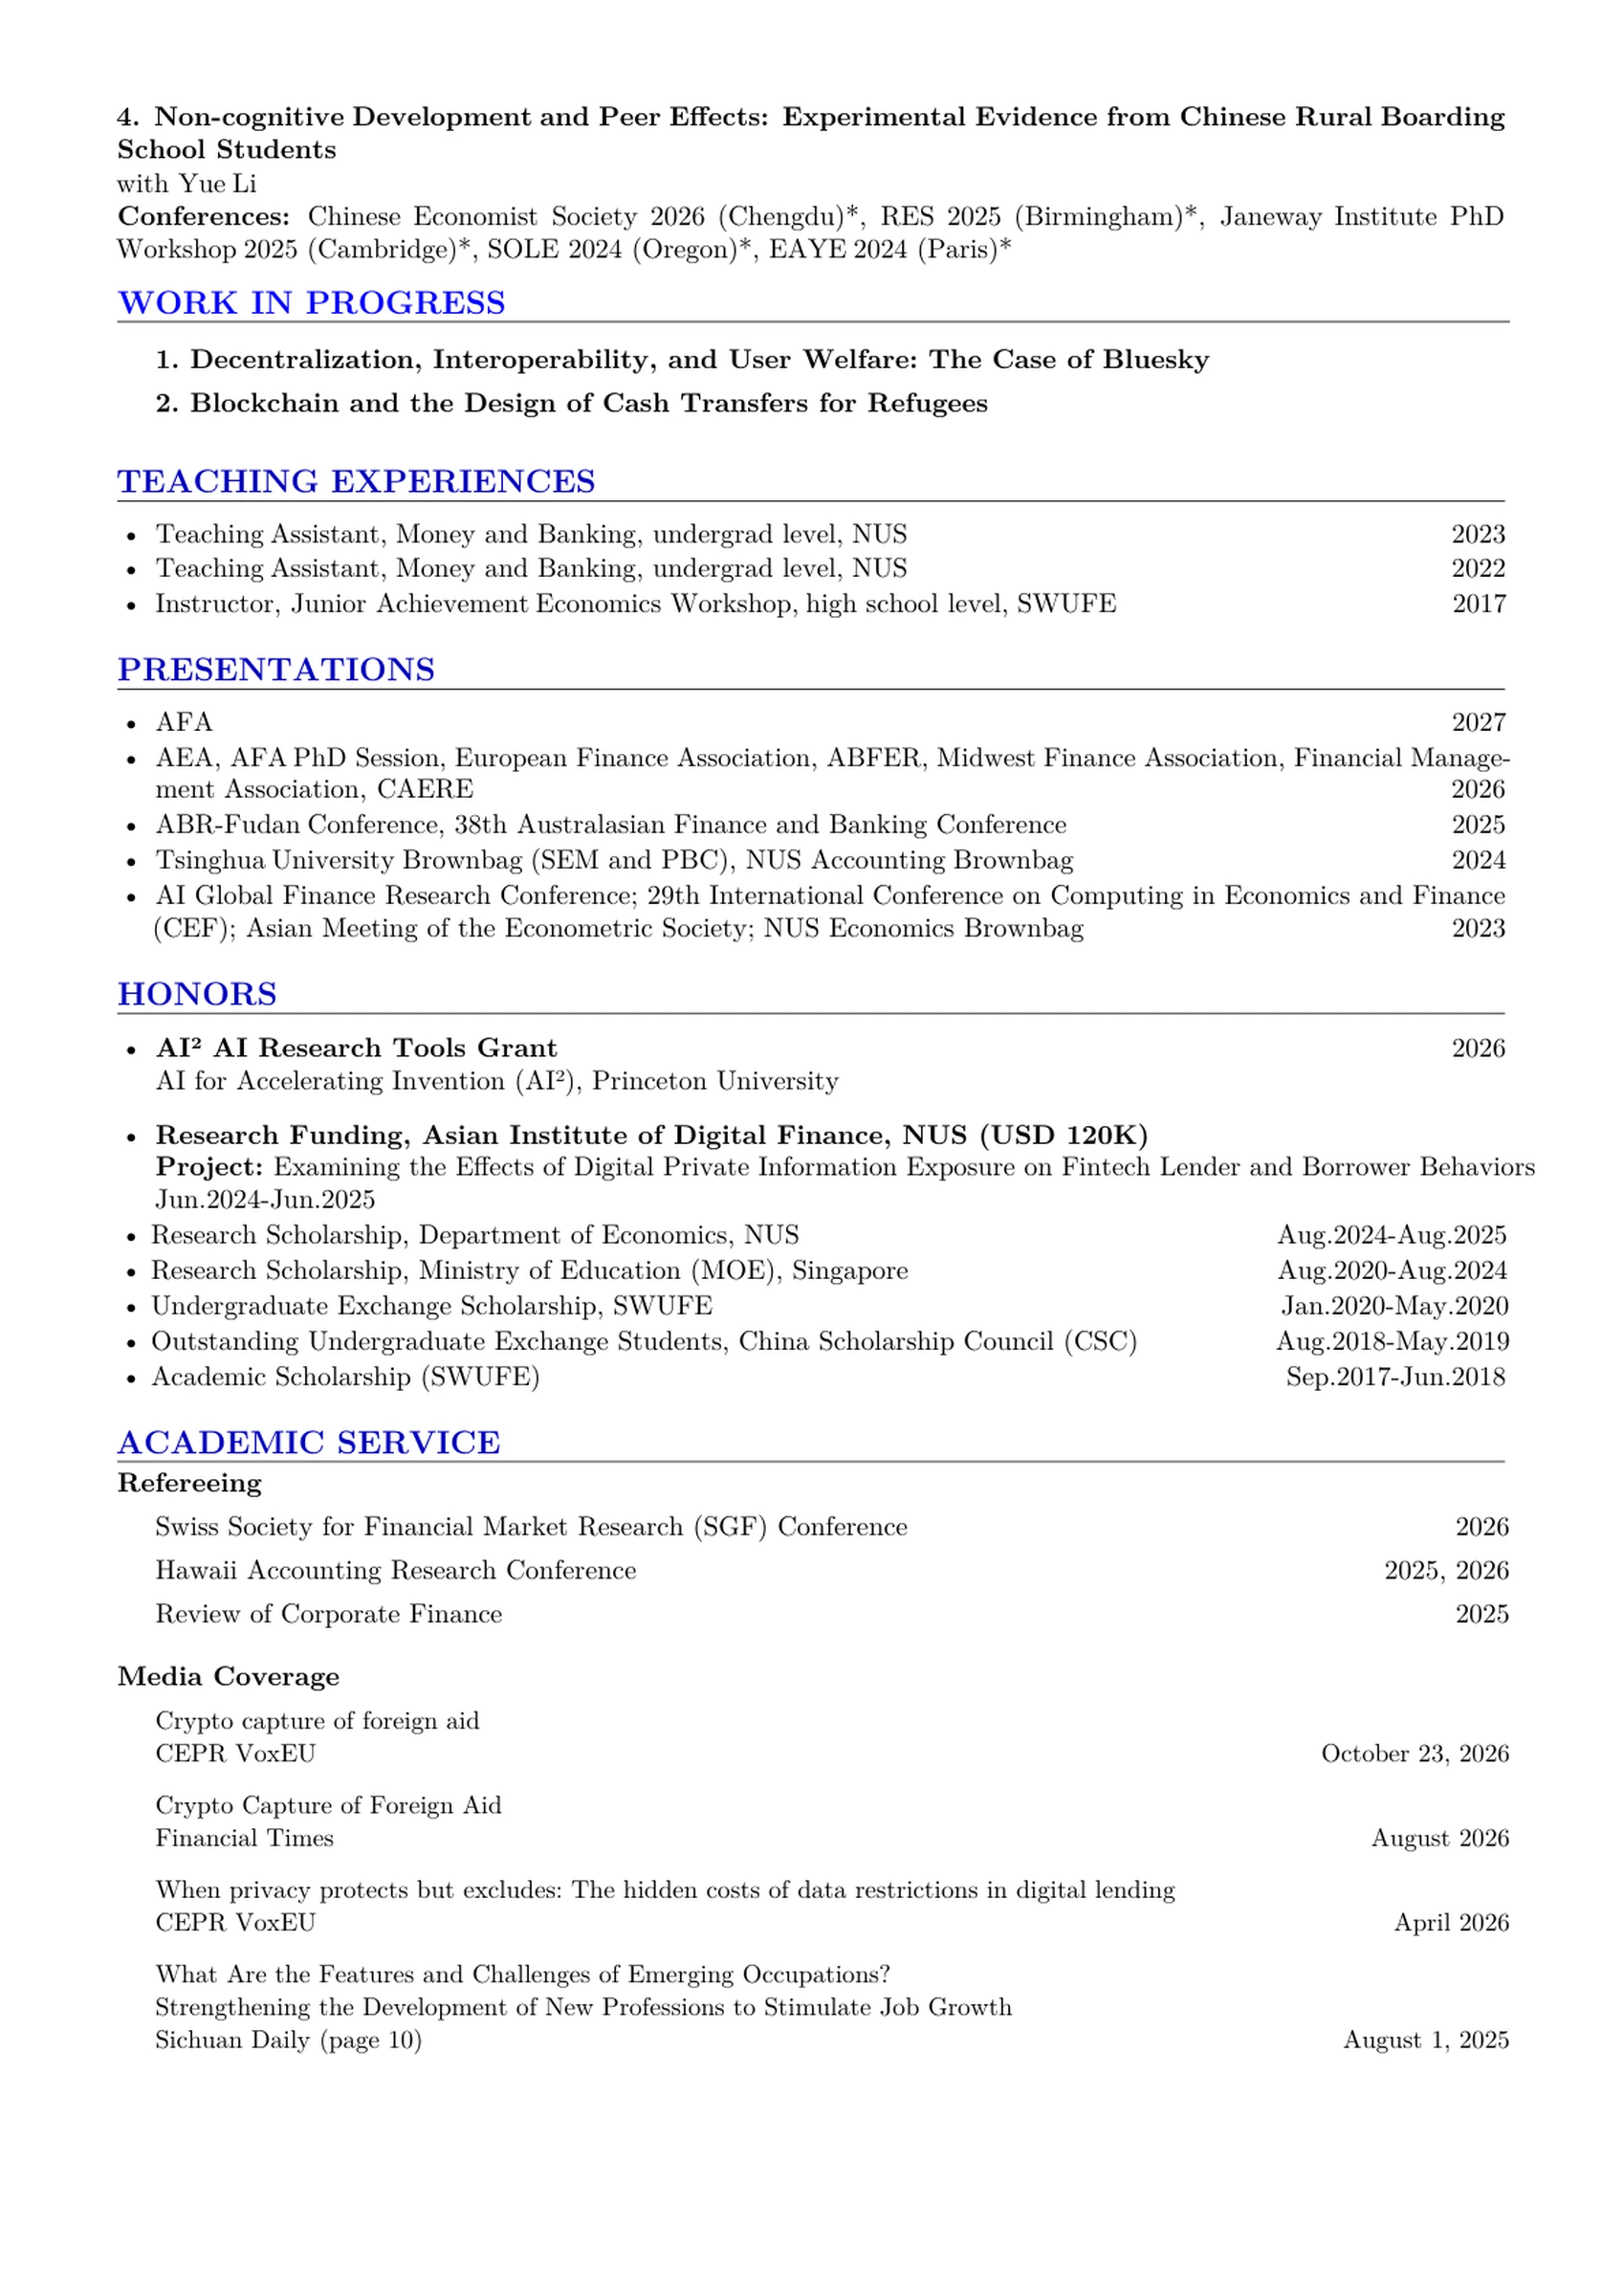 4. Non-cognitive Development and Peer Effects: Experimental Evidence from Chinese Rural Boarding
School Students
with Yue Li
Conferences: Chinese Economist Society 2026 (Chengdu)*, RES 2025 (Birmingham)*, Janeway Institute PhD
Workshop 2025 (Cambridge)*, SOLE 2024 (Oregon)*, EAYE 2024 (Paris)*
WORK IN PROGRESS
1. Decentralization, Interoperability, and User Welfare: The Case of Bluesky
2. Blockchain and the Design of Cash Transfers for Refugees
TEACHING EXPERIENCES
• Teaching Assistant, Money and Banking, undergrad level, NUS 2023
• Teaching Assistant, Money and Banking, undergrad level, NUS 2022
• Instructor, Junior Achievement Economics Workshop, high school level, SWUFE 2017
PRESENTATIONS
• AFA 2027
• AEA, AFA PhD Session, European Finance Association, ABFER, Midwest Finance Association, Financial Manage-
ment Association, CAERE 2026
• ABR-Fudan Conference, 38th Australasian Finance and Banking Conference 2025
• Tsinghua University Brownbag (SEM and PBC), NUS Accounting Brownbag 2024
• AI Global Finance Research Conference; 29th International Conference on Computing in Economics and Finance
(CEF); Asian Meeting of the Econometric Society; NUS Economics Brownbag 2023
HONORS
• AI² AI Research Tools Grant 2026
AI for Accelerating Invention (AI²), Princeton University
• Research Funding, Asian Institute of Digital Finance, NUS (USD 120K)
Project: Examining the Effects of Digital Private Information Exposure on Fintech Lender and Borrower Behaviors
Jun.2024-Jun.2025
• Research Scholarship, Department of Economics, NUS Aug.2024-Aug.2025
• Research Scholarship, Ministry of Education (MOE), Singapore Aug.2020-Aug.2024
• Undergraduate Exchange Scholarship, SWUFE Jan.2020-May.2020
• Outstanding Undergraduate Exchange Students, China Scholarship Council (CSC) Aug.2018-May.2019
• Academic Scholarship (SWUFE) Sep.2017-Jun.2018
ACADEMIC SERVICE
Refereeing
Swiss Society for Financial Market Research (SGF) Conference 2026
Hawaii Accounting Research Conference 2025, 2026
Review of Corporate Finance 2025
Media Coverage
Crypto capture of foreign aid
CEPR VoxEU October 23, 2026
Crypto Capture of Foreign Aid
Financial Times August 2026
When privacy protects but excludes: The hidden costs of data restrictions in digital lending
CEPR VoxEU April 2026
What Are the Features and Challenges of Emerging Occupations?
Strengthening the Development of New Professions to Stimulate Job Growth
Sichuan Daily (page 10) August 1, 2025